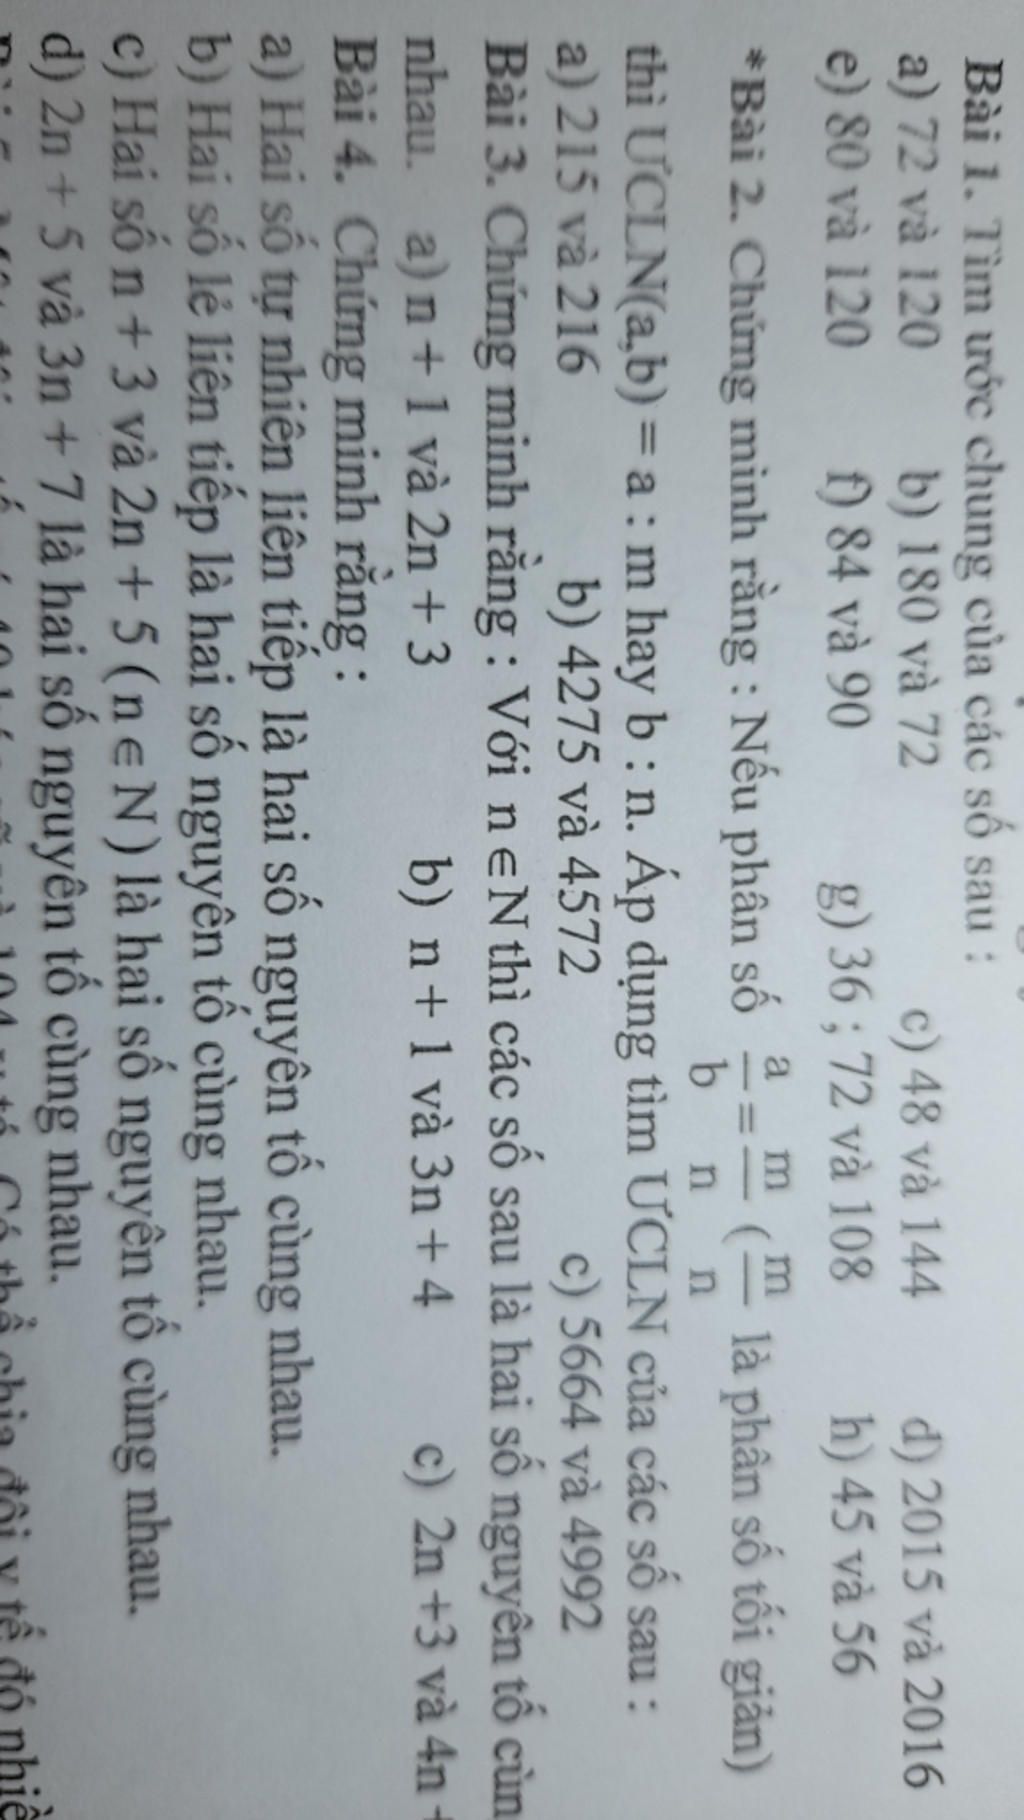 Bài 1. Tìm ước chung của các số sau :
a) 72 và 120 b) 180 và 72 c) 48 và 144 d) 2015 và 2016
e) 80 và 120 f) 84 và 90 g) 36 ; 72 và 108 h) 45 và 56
*Bài 2. Chứng minh rằng : Nếu phân số a/b = m/n ( m/n là phân số tối giản)
thì ƯCLN(a,b) = a : m hay b : n. Áp dụng tìm ƯCLN của các số sau :
a) 215 và 216 b) 4275 và 4572 c) 5664 và 4992
Bài 3. Chứng minh rằng : Với n ∈ N thì các số sau là hai số nguyên tố cùn
nhau. a) n + 1 và 2n + 3 b) n + 1 và 3n + 4 c) 2n +3 và 4n +
Bài 4. Chứng minh rằng :
a) Hai số tự nhiên liên tiếp là hai số nguyên tố cùng nhau.
b) Hai số lẻ liên tiếp là hai số nguyên tố cùng nhau.
c) Hai số n + 3 và 2n + 5 ( n ∈ N ) là hai số nguyên tố cùng nhau.
d) 2n + 5 và 3n + 7 là hai số nguyên tố cùng nhau.